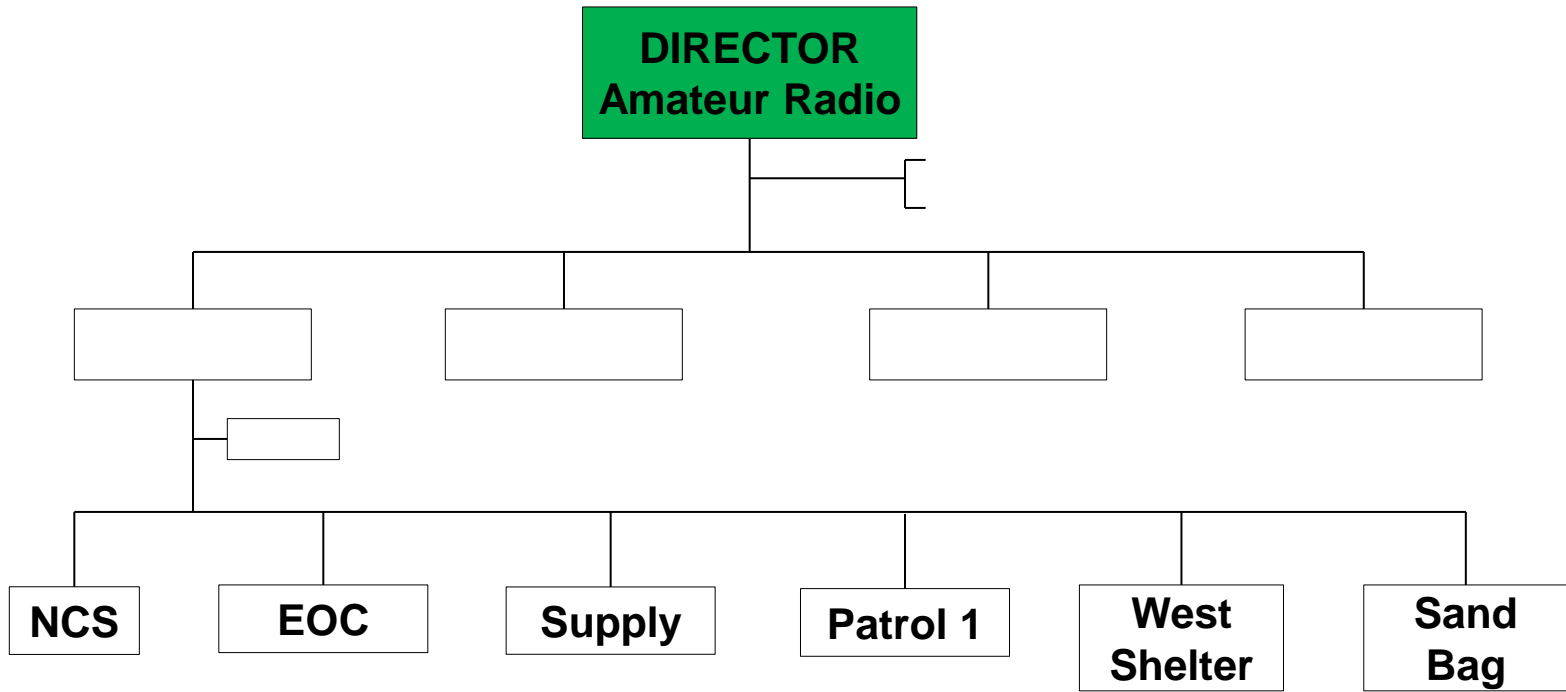 DIRECTOR
Amateur Radio
NCS
EOC
Supply
Patrol 1
West
Shelter
Sand
Bag